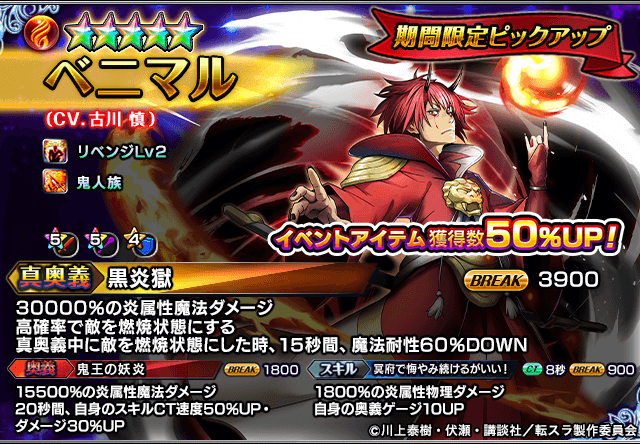 期間限定ピックアップ
ベニマル
(CV.古川 慎)
リベンジLv2
鬼人族
5 5 4
イベントアイテム獲得数50%UP!
真奥義 黒炎獄 BREAK 3900
30000%の炎属性魔法ダメージ
高確率で敵を燃焼状態にする
真奥義中に敵を燃焼状態にした時、15秒間、魔法耐性60%DOWN
奥義 鬼王の妖炎 BREAK 1800
15500%の炎属性魔法ダメージ
20秒間、自身のスキルCT速度50%UP・
ダメージ30%UP
スキル 冥府で悔やみ続けるがいい! CT 8秒 BREAK 900
1800%の炎属性物理ダメージ
自身の奥義ゲージ10UP
©川上泰樹・伏瀬・講談社/転スラ製作委員会